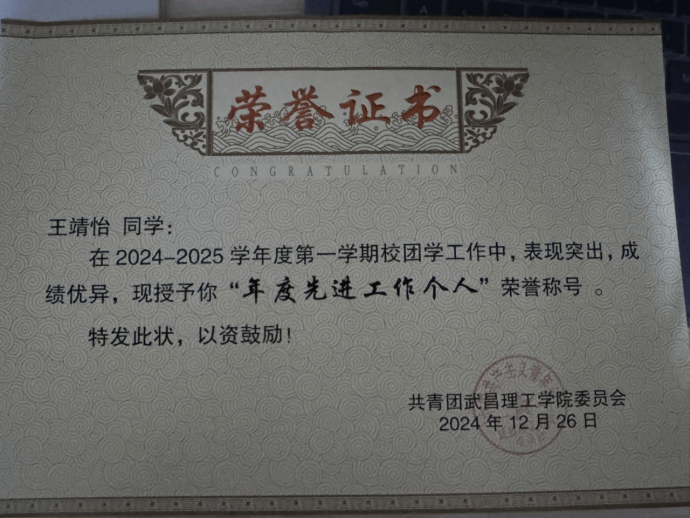 荣誉证书
CONGRATULATION
王靖怡 同学：
在 2024-2025 学年度第一学期校团学工作中，表现突出，成
绩优异，现授予你“年度先进工作个人”荣誉称号 。
特发此状，以资鼓励！
共青团武昌理工学院委员会
2024 年 12 月 26 日